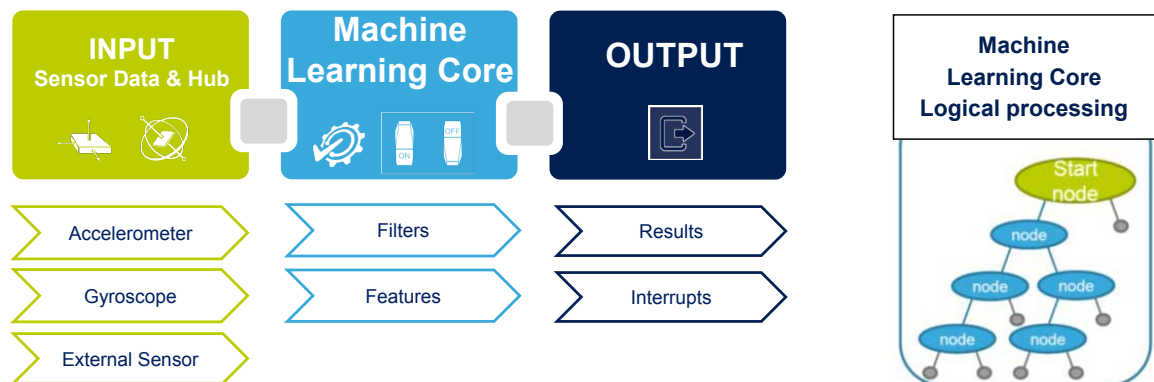 INPUT
Sensor Data & Hub
Machine
Learning Core
ON
OFF
OUTPUT
Accelerometer
Gyroscope
External Sensor
Filters
Features
Results
Interrupts
Machine
Learning Core
Logical processing
Start
node
node
node
node
node
node